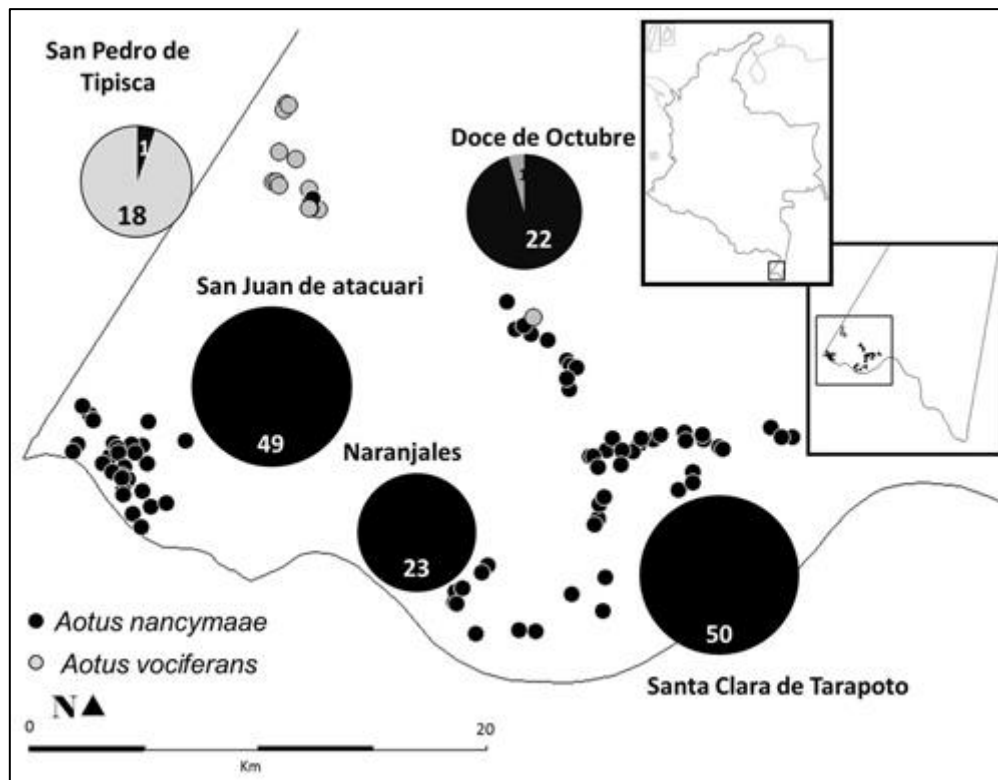 San Pedro de
Tipisca
1
18
Doce de Octubre
1
22
San Juan de atacuari
49
Naranjales
23
50
Santa Clara de Tarapoto
Aotus nancymaae
Aotus vociferans
N
0
20
Km